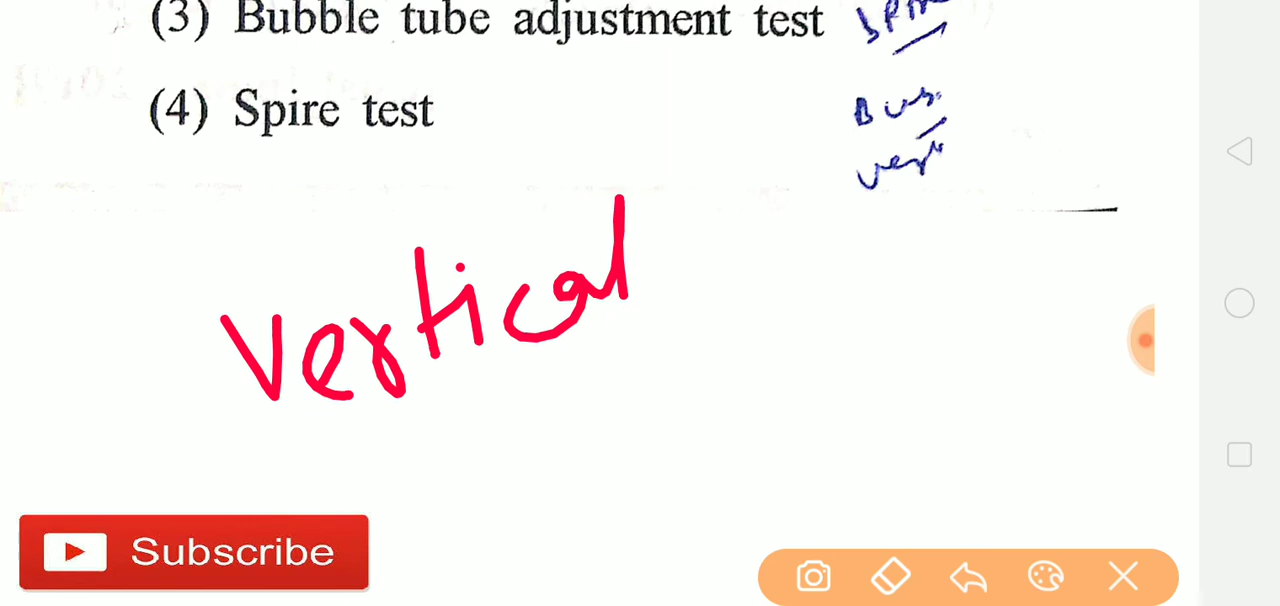 (3) Bubble tube adjustment test
(4) Spire test
vertical
Subscribe